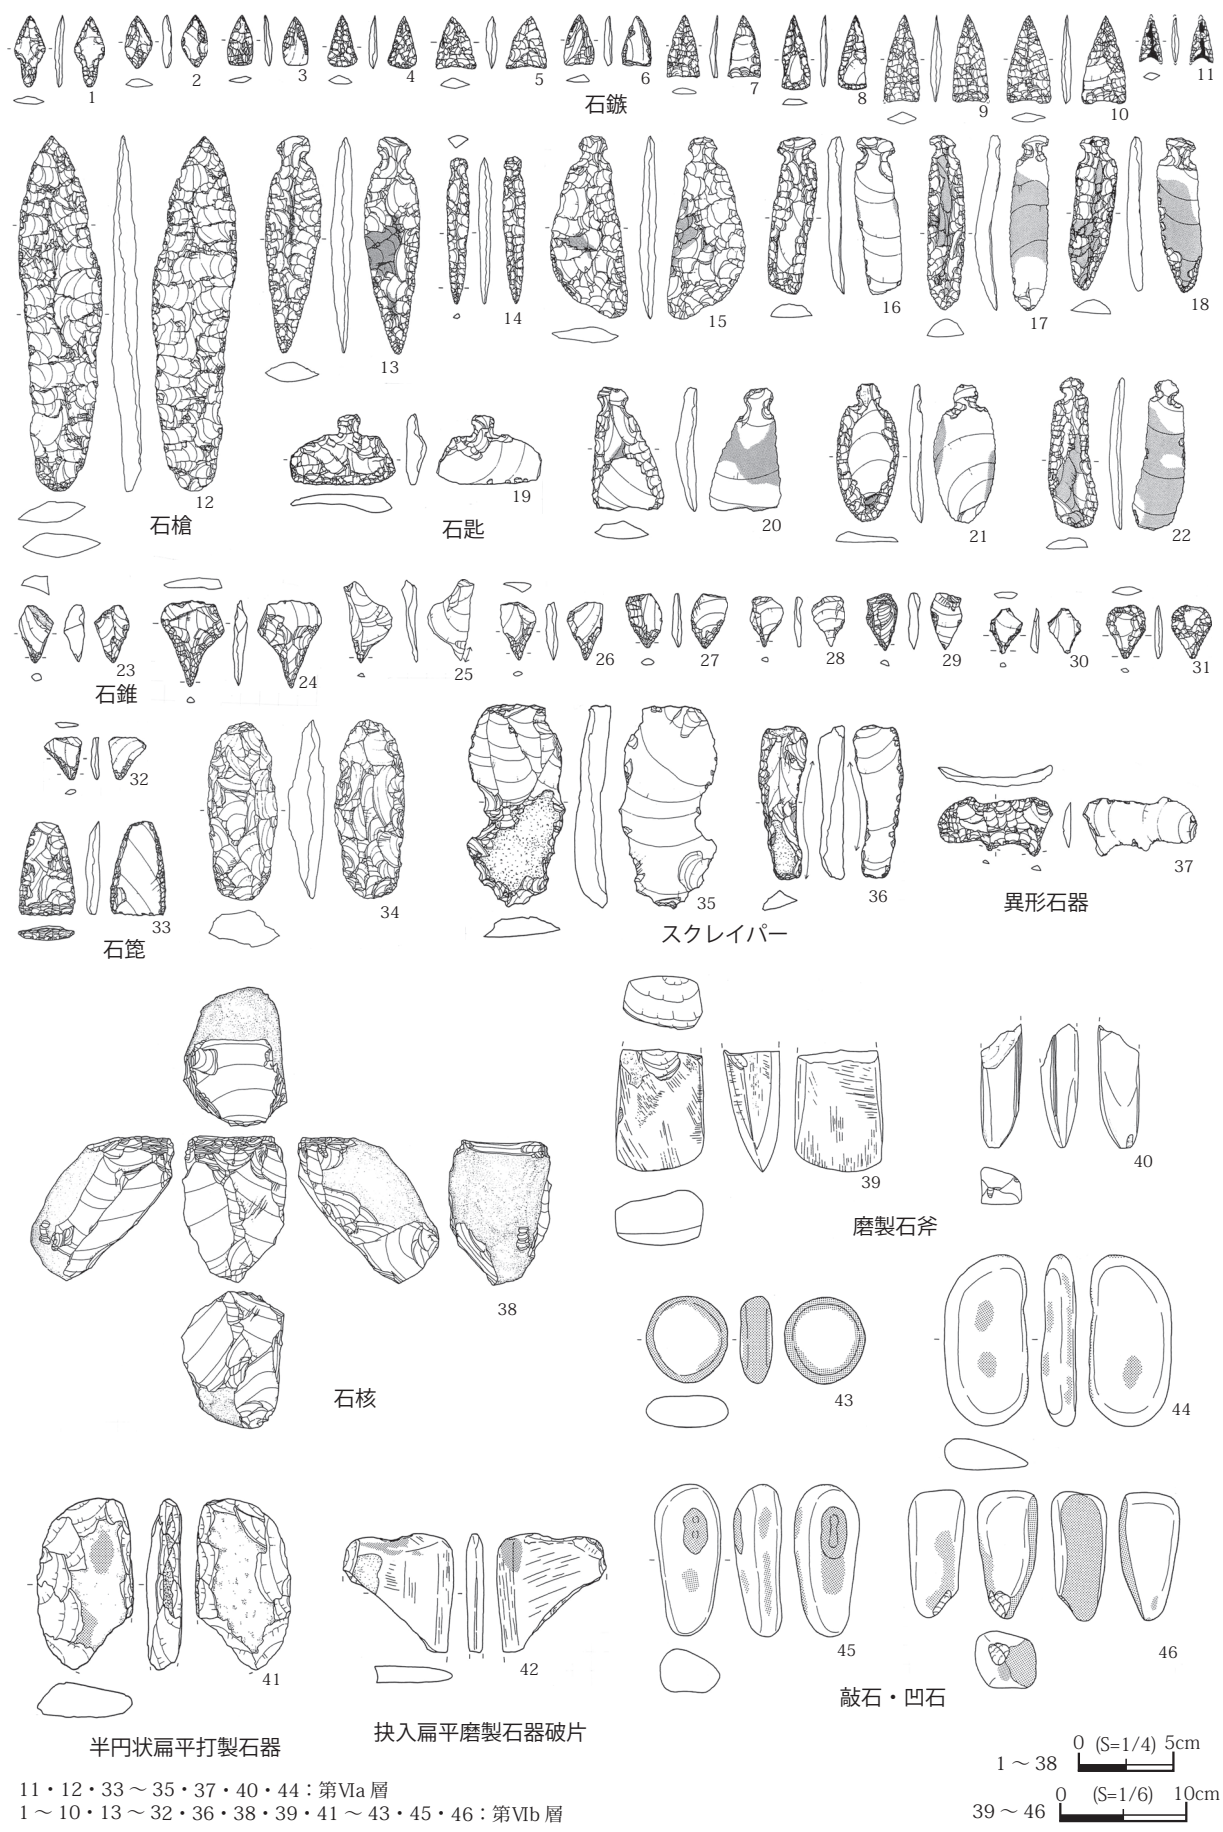 1 2 3 4 5 6 7 8 9 10 11
石鏃
12 13 14 15 16 17 18
19 20 21 22
石槍
石匙
23 24 25 26 27 28 29 30 31
石錐
32 33 34 35 36 37
石箆
スクレイパー
異形石器
38 39 40
磨製石斧
石核
43 44
41 42 45 46
半円状扁平打製石器
抉入扁平磨製石器破片
敲石・凹石
11・12・33～35・37・40・44：第Ⅵa 層
1～10・13～32・36・38・39・41～43・45・46：第Ⅵb 層
1～38 0 (S=1/4) 5cm
39～46 0 (S=1/6) 10cm